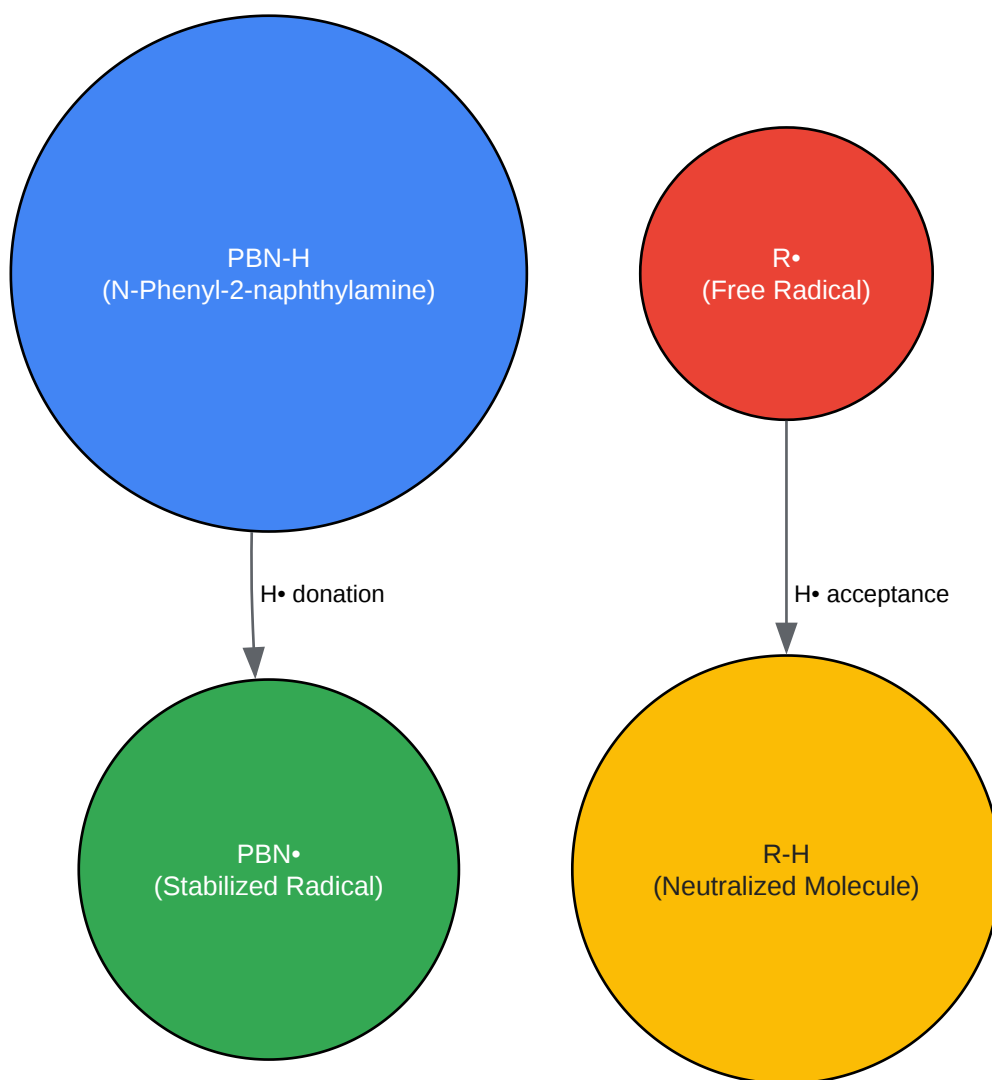 PBN-H
(N-Phenyl-2-naphthylamine)
R•
(Free Radical)
H• donation
H• acceptance
PBN•
(Stabilized Radical)
R-H
(Neutralized Molecule)